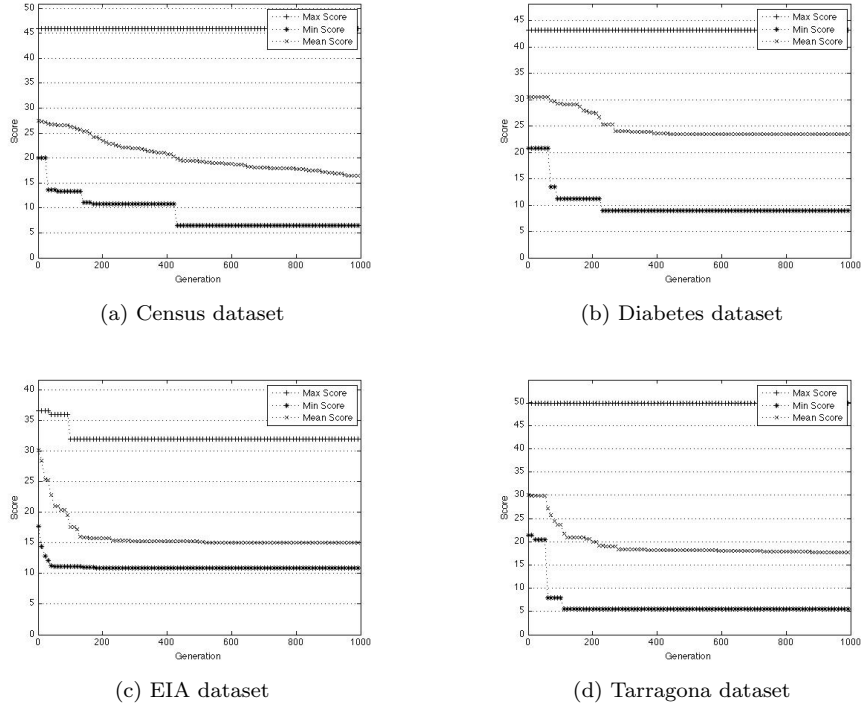 50
45
40
35
30
25
20
15
10
5
0
Score
Max Score
Min Score
Mean Score
0 200 400 600 800 1000
Generation
(a) Census dataset
45
40
35
30
25
20
15
10
5
0
Score
Max Score
Min Score
Mean Score
0 200 400 600 800 1000
Generation
(b) Diabetes dataset
40
35
30
25
20
15
10
5
0
Score
Max Score
Min Score
Mean Score
0 200 400 600 800 1000
Generation
(c) EIA dataset
50
45
40
35
30
25
20
15
10
5
0
Score
Max Score
Min Score
Mean Score
0 200 400 600 800 1000
Generation
(d) Tarragona dataset